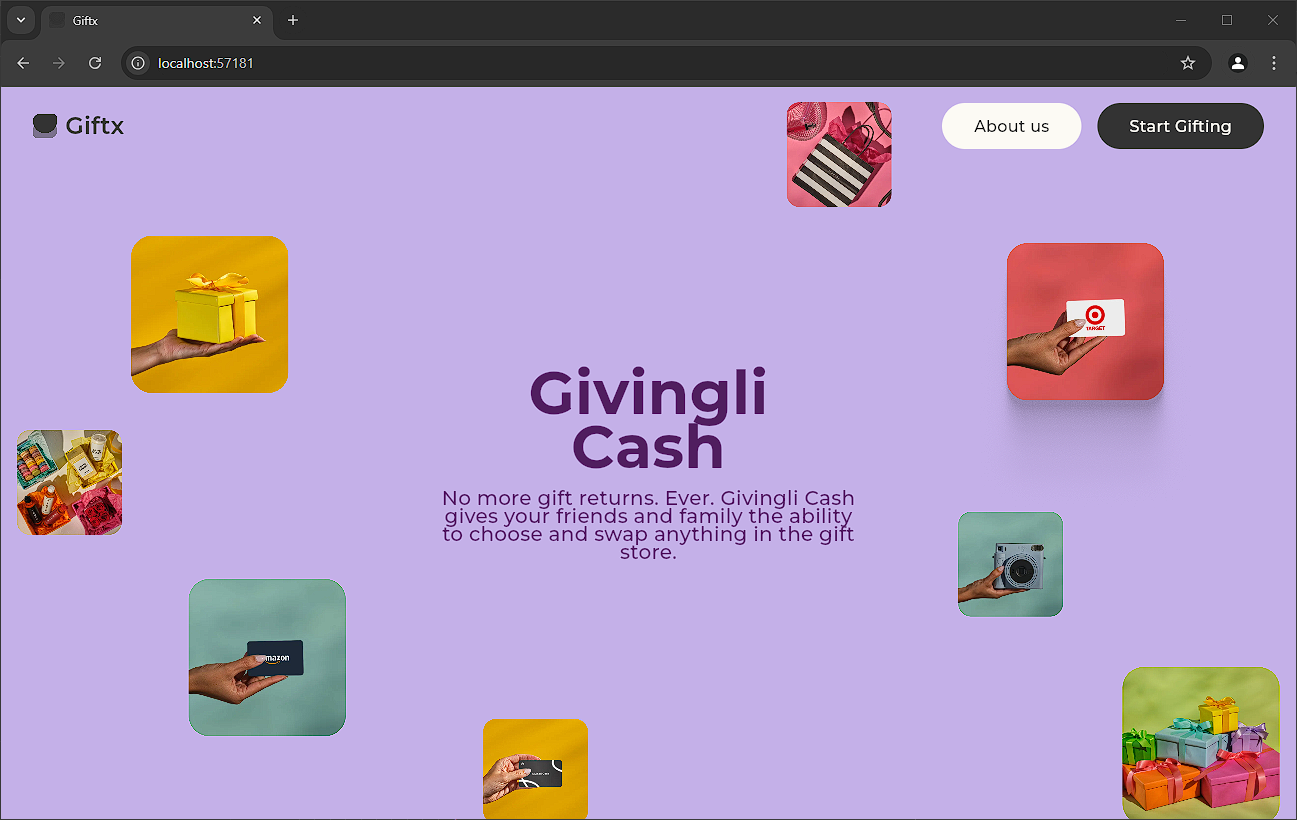 Giftx
localhost:57181
Giftx
About us
Start Gifting
TARGET
Givingli
Cash
No more gift returns. Ever. Givingli Cash
gives your friends and family the ability
to choose and swap anything in the gift
store.
amazon